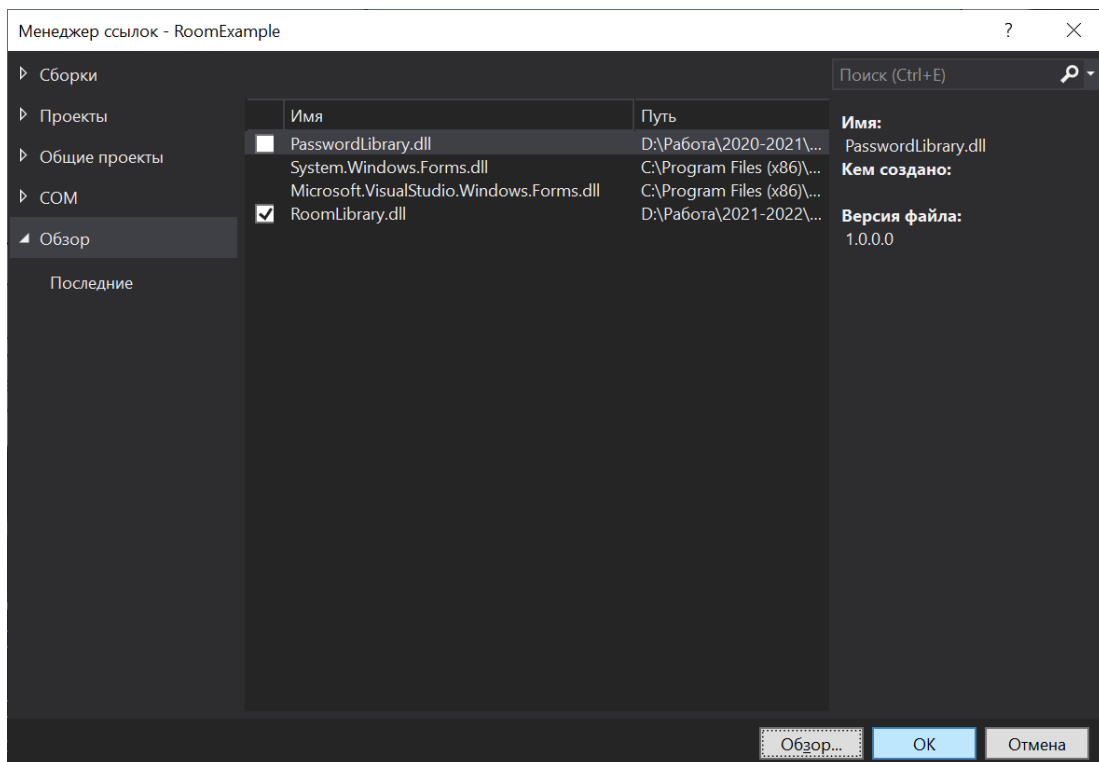 Менеджер ссылок - RoomExample ?
Сборки
Проекты
Общие проекты
COM
Обзор
Последние
Имя Путь
PasswordLibrary.dll D:\Работа\2020-2021\...
System.Windows.Forms.dll C:\Program Files (x86)\...
Microsoft.VisualStudio.Windows.Forms.dll C:\Program Files (x86)\...
RoomLibrary.dll D:\Работа\2021-2022\...
Поиск (Ctrl+E)
Имя:
PasswordLibrary.dll
Кем создано:
Версия файла:
1.0.0.0
Обзор... OK Отмена